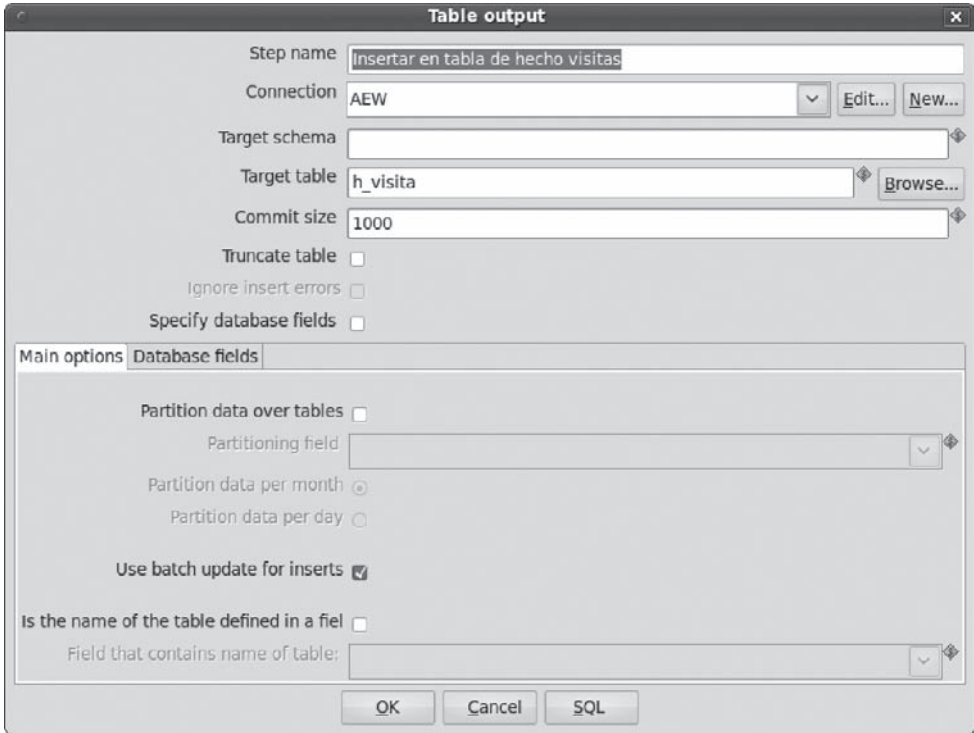 Table output
Step name Insertar en tabla de hecho visitas
Connection AEW Edit... New...
Target schema
Target table h_visita Browse...
Commit size 1000
Truncate table
Ignore insert errors
Specify database fields
Main options Database fields
Partition data over tables
Partitioning field
Partition data per month
Partition data per day
Use batch update for inserts
Is the name of the table defined in a fiel
Field that contains name of table:
OK Cancel SQL